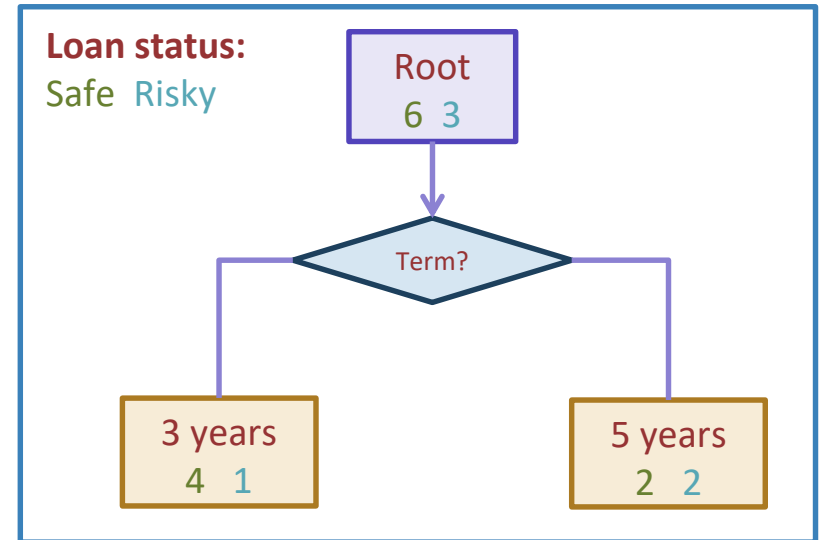 Loan status:
Safe Risky
Root
6 3
Term?
3 years
4 1
5 years
2 2